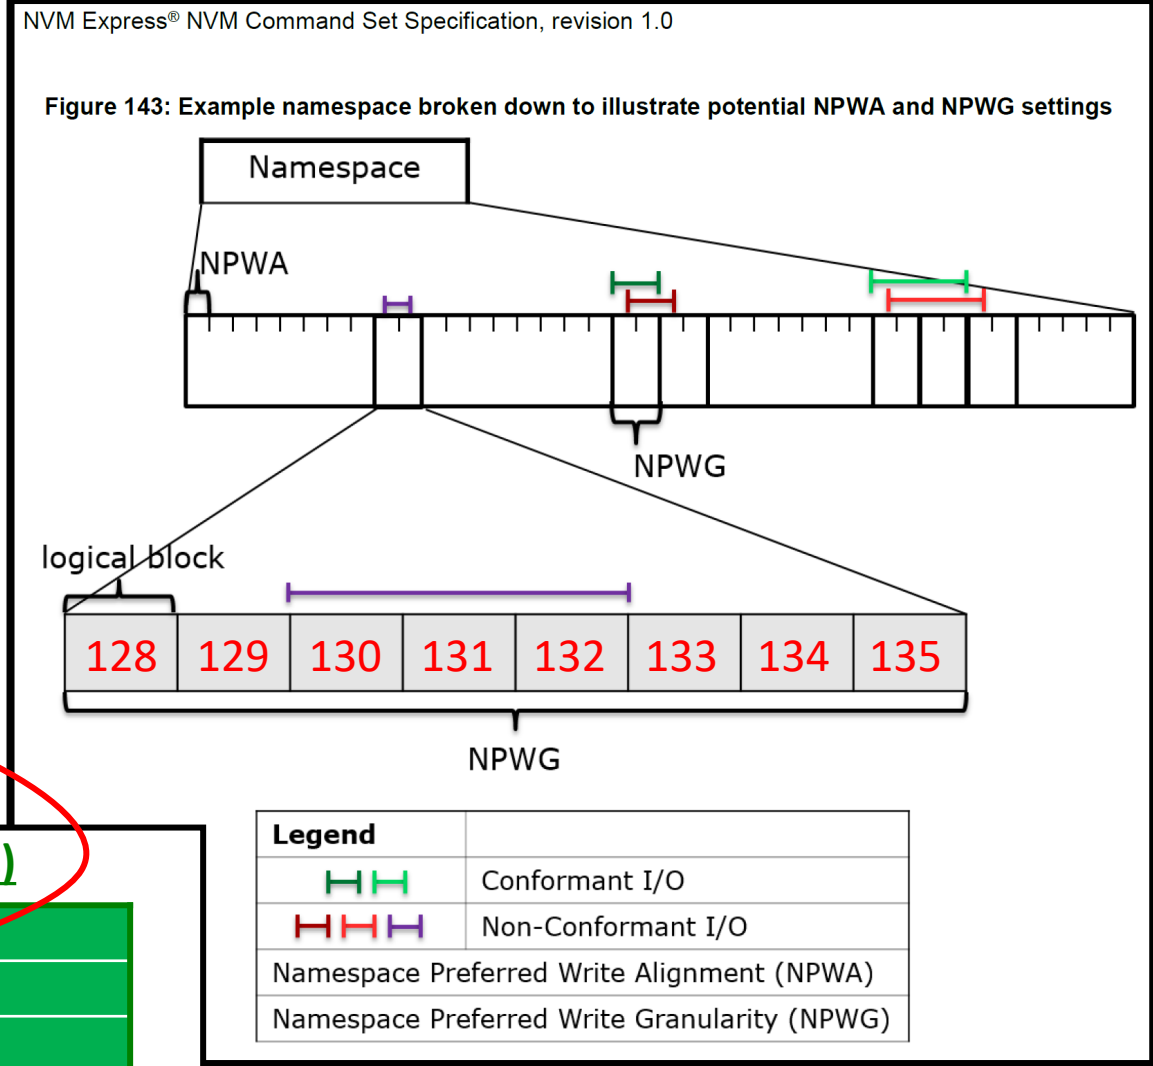 NVM Express® NVM Command Set Specification, revision 1.0
Figure 143: Example namespace broken down to illustrate potential NPWA and NPWG settings
Namespace
NPWA
NPWG
logical block
128 129 130 131 132 133 134 135
NPWG
)
Legend
Conformant I/O
Non-Conformant I/O
Namespace Preferred Write Alignment (NPWA)
Namespace Preferred Write Granularity (NPWG)